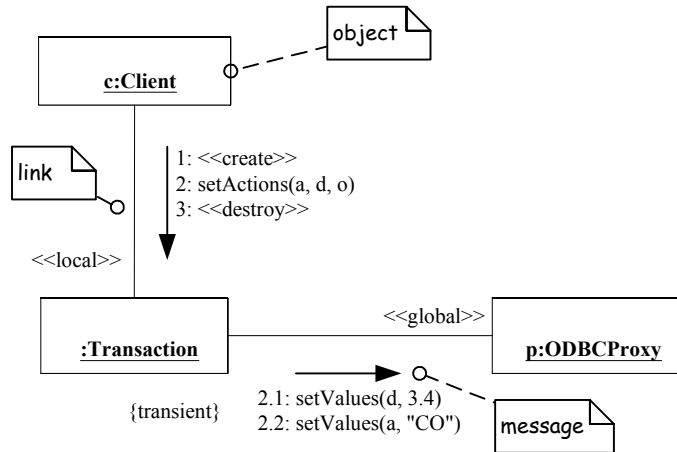 object
c:Client
link
1: <<create>>
2: setActions(a, d, o)
3: <<destroy>>
<<local>>
<<global>>
:Transaction
p:ODBCProxy
{transient}
2.1: setValues(d, 3.4)
2.2: setValues(a, "CO")
message